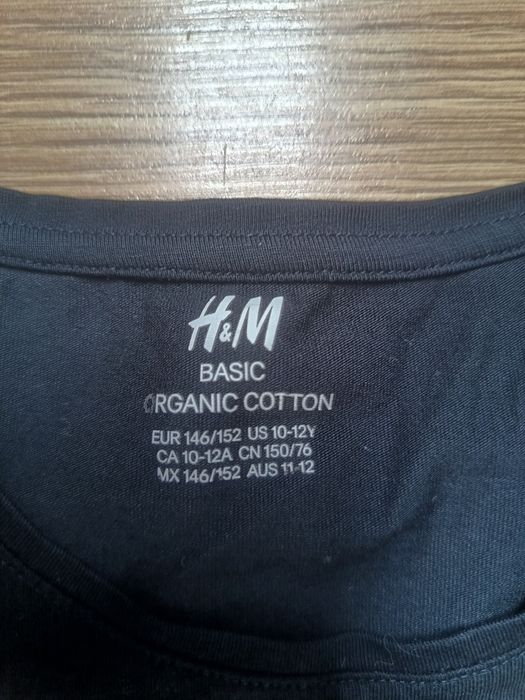 H&M
BASIC
ORGANIC COTTON
EUR 146/152 US 10-12Y
CA 10-12A CN 150/76
MX 146/152 AUS 11-12